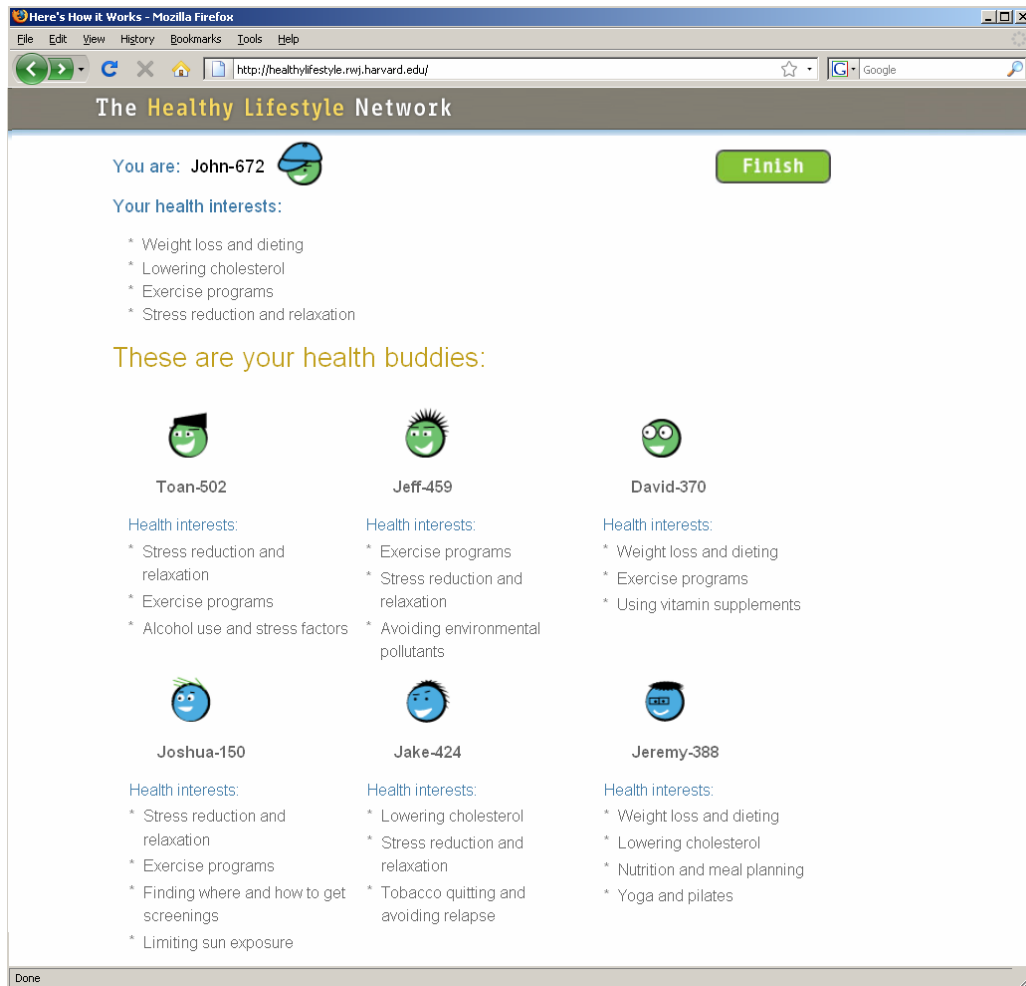 Here's How it Works - Mozilla Firefox
File Edit View History Bookmarks Tools Help
http://healthylifestyle.rwj.harvard.edu/
G Google
The Healthy Lifestyle Network
You are: John-672
Finish
Your health interests:
* Weight loss and dieting
* Lowering cholesterol
* Exercise programs
* Stress reduction and relaxation
These are your health buddies:
Toan-502
Health interests:
* Stress reduction and
relaxation
* Exercise programs
* Alcohol use and stress factors
Jeff-459
Health interests:
* Exercise programs
* Stress reduction and
relaxation
* Avoiding environmental
pollutants
David-370
Health interests:
* Weight loss and dieting
* Exercise programs
* Using vitamin supplements
Joshua-150
Health interests:
* Stress reduction and
relaxation
* Exercise programs
* Finding where and how to get
screenings
* Limiting sun exposure
Jake-424
Health interests:
* Lowering cholesterol
* Stress reduction and
relaxation
* Tobacco quitting and
avoiding relapse
Jeremy-388
Health interests:
* Weight loss and dieting
* Lowering cholesterol
* Nutrition and meal planning
* Yoga and pilates
Done